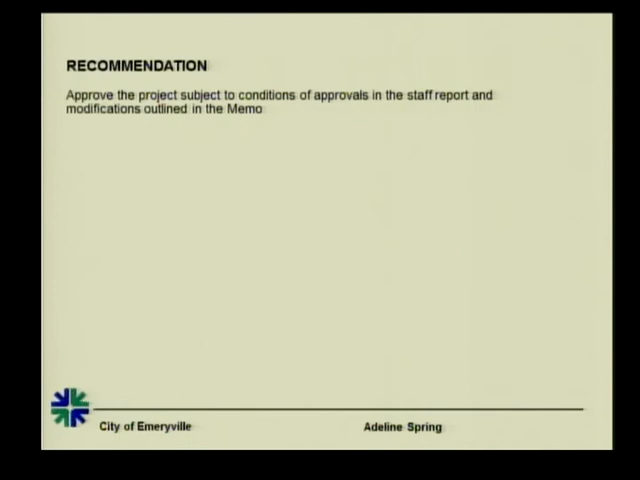 RECOMMENDATION
Approve the project subject to conditions of approvals in the staff report and
modifications outlined in the Memo
City of Emeryville
Adeline Spring